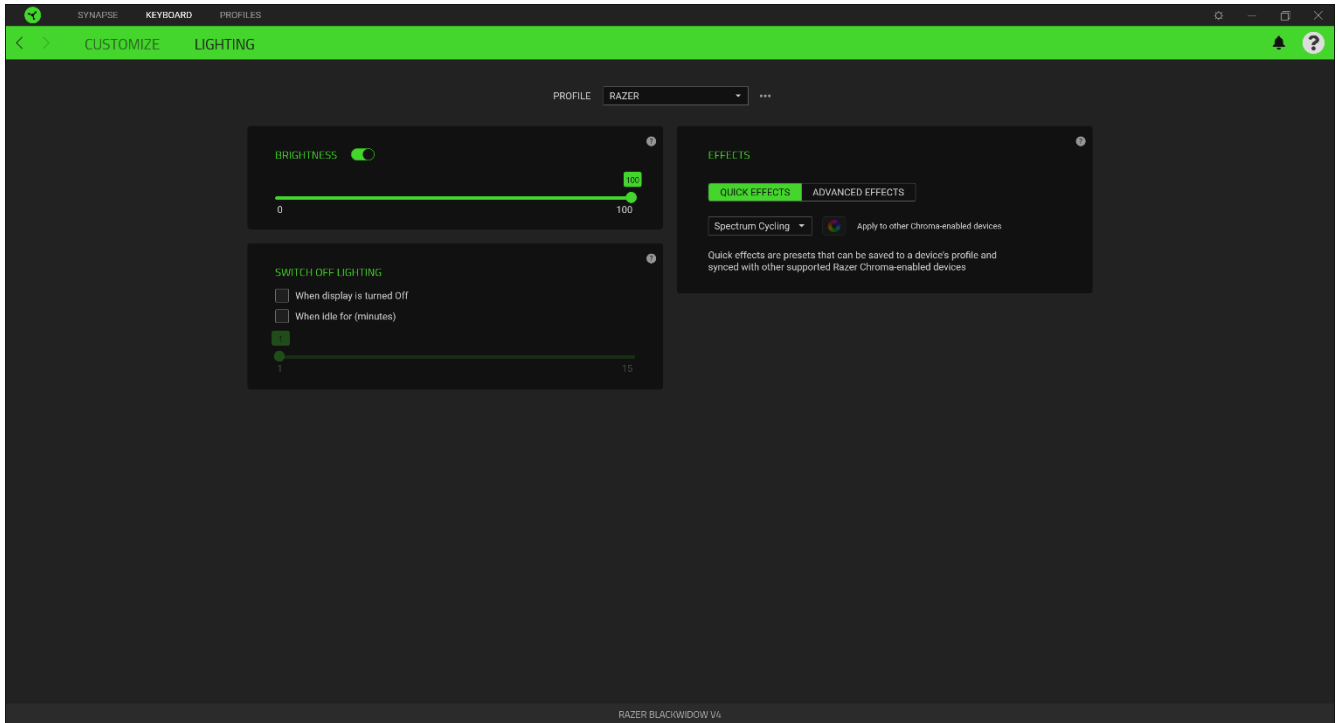 SYNAPSE KEYBOARD PROFILES
CUSTOMIZE LIGHTING
PROFILE RAZER
BRIGHTNESS
100
0 100
SWITCH OFF LIGHTING
When display is turned Off
When idle for (minutes)
1
1 15
EFFECTS
QUICK EFFECTS ADVANCED EFFECTS
Spectrum Cycling Apply to other Chroma-enabled devices
Quick effects are presets that can be saved to a device's profile and
synced with other supported Razer Chroma-enabled devices
RAZER BLACKWIDOW V4